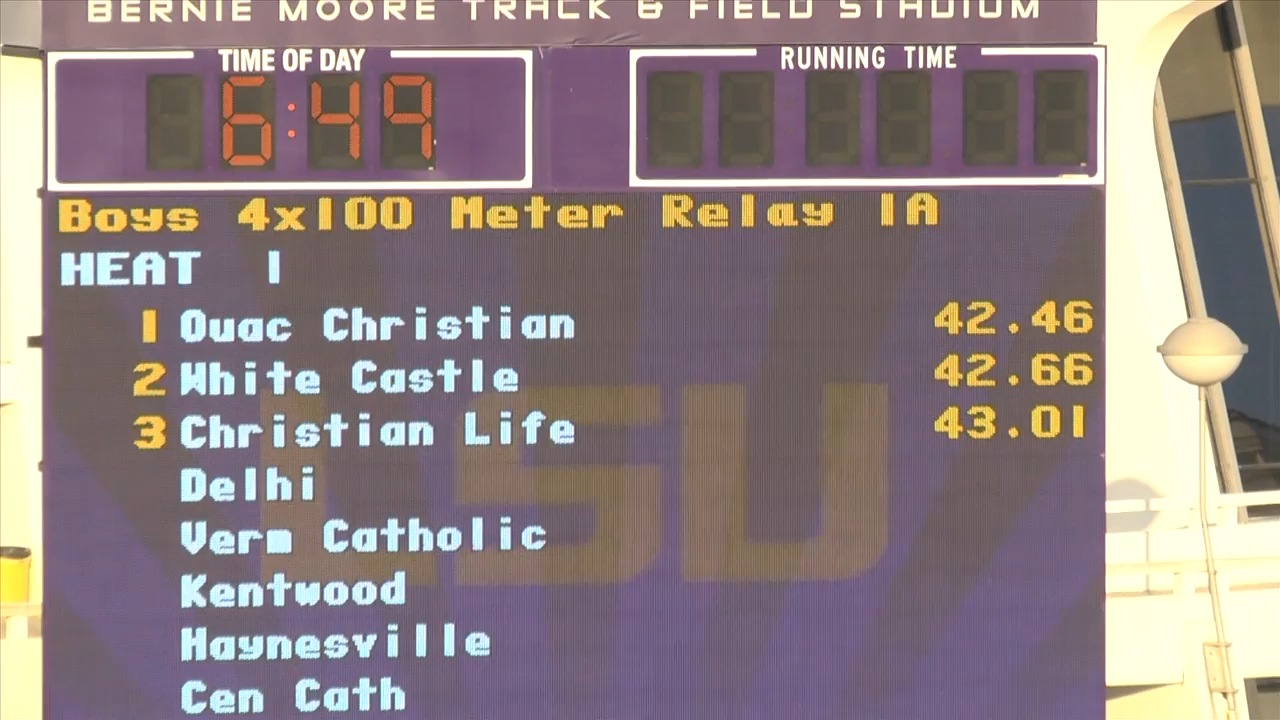 BERNIE MOORE TRACK & FIELD STADIUM
TIME OF DAY
RUNNING TIME
6:49
Boys 4x100 Meter Relay 1A
HEAT 1
1 Ouac Christian 42.46
2 White Castle 42.66
3 Christian Life 43.01
Delhi
Verm Catholic
Kentwood
Haynesville
Cen Cath
LSU